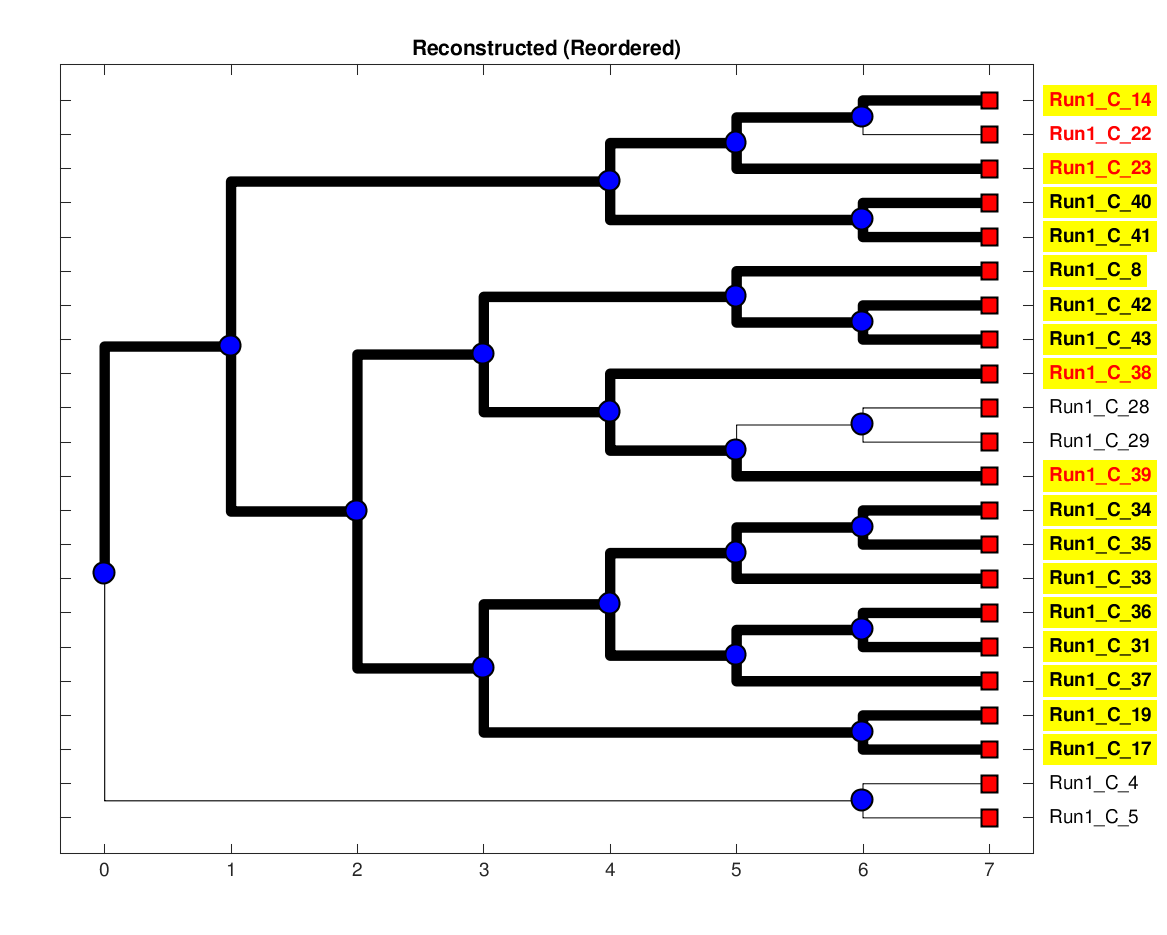 Reconstructed (Reordered)
Run1_C_14
Run1_C_22
Run1_C_23
Run1_C_40
Run1_C_41
Run1_C_8
Run1_C_42
Run1_C_43
Run1_C_38
Run1_C_28
Run1_C_29
Run1_C_39
Run1_C_34
Run1_C_35
Run1_C_33
Run1_C_36
Run1_C_31
Run1_C_37
Run1_C_19
Run1_C_17
Run1_C_4
Run1_C_5
0 1 2 3 4 5 6 7